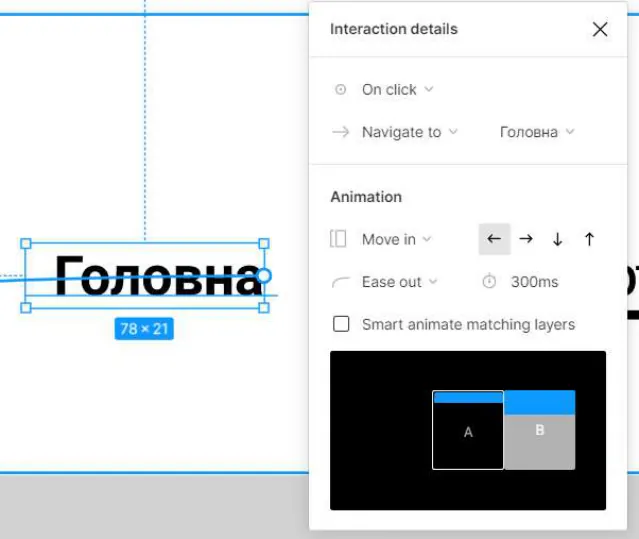 Interaction details
On click
Navigate to Головна
Animation
Move in
Ease out 300ms
Smart animate matching layers
A B
Головна
78 × 21